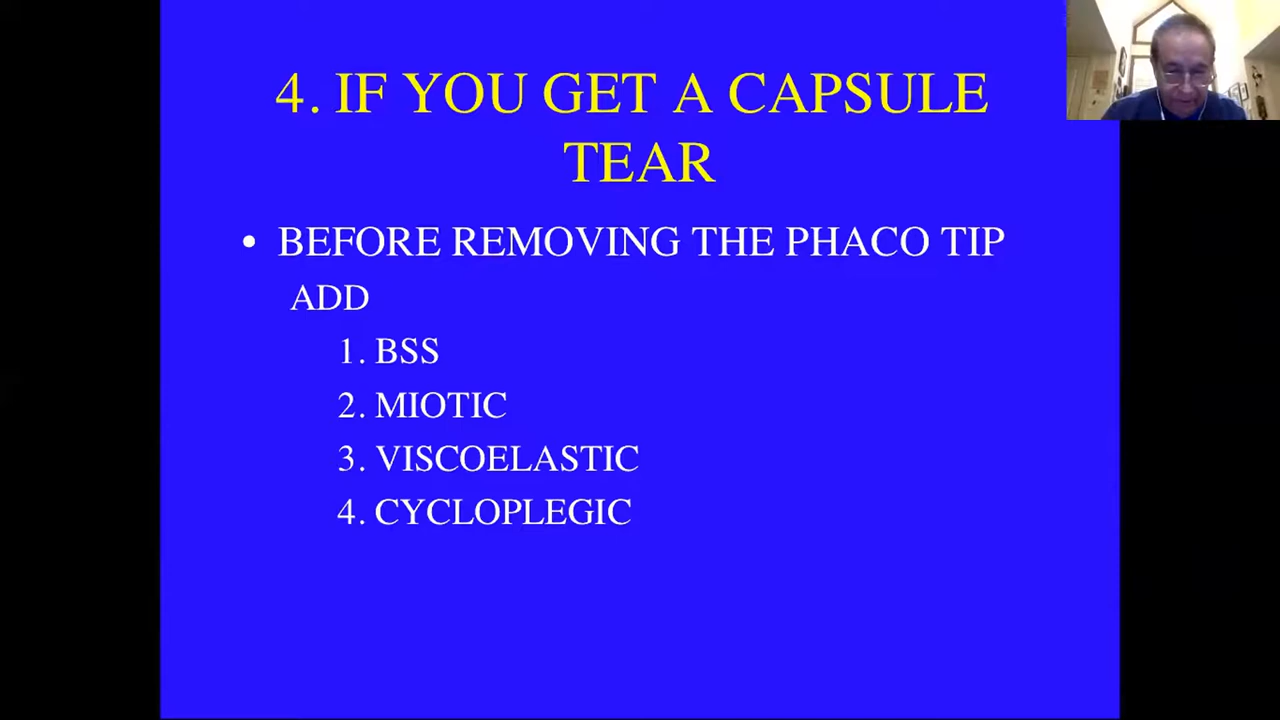 4. IF YOU GET A CAPSULE
TEAR
• BEFORE REMOVING THE PHACO TIP
ADD
1. BSS
2. MIOTIC
3. VISCOELASTIC
4. CYCLOPLEGIC